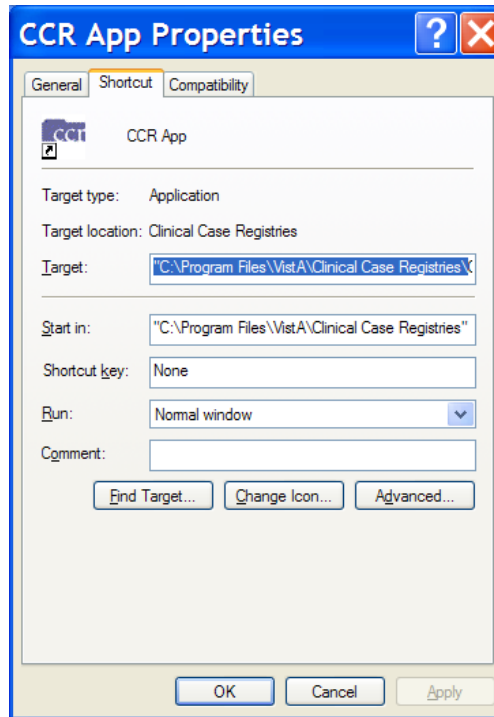 CCR App Properties
?
General Shortcut Compatibility
ccr CCR App
Target type: Application
Target location: Clinical Case Registries
Target: "C:\Program Files\VistA\Clinical Case Registries\
Start in: "C:\Program Files\VistA\Clinical Case Registries"
Shortcut key: None
Run: Normal window
Comment:
Find Target... Change Icon... Advanced...
OK Cancel Apply